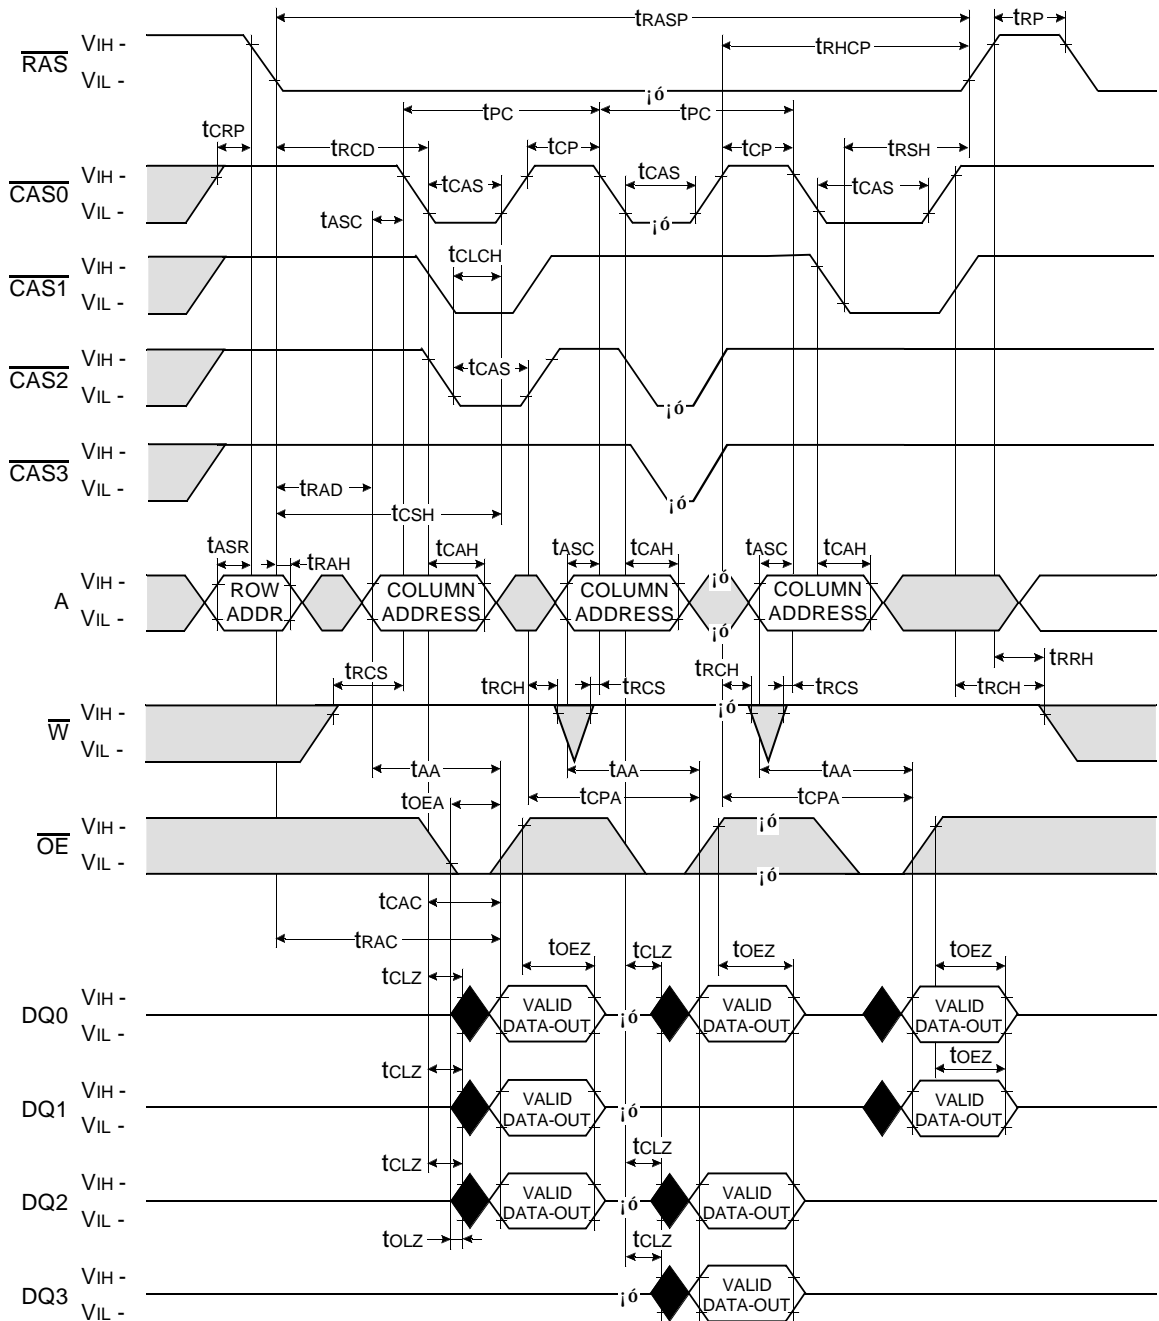 tRASP tRP
RAS VIH - tRHCP
VIL -
¡ó
tPC tPC
tCRP tRCD tCP tCP tRSH
CAS0 VIH - tCAS tCAS tCAS
VIL - tASC ¡ó
CAS1 VIH - tCLCH
VIL -
CAS2 VIH - tCAS
VIL - ¡ó
CAS3 VIH -
VIL - tRAD ¡ó
tCSH
tASR tRAH tCAH tASC tCAH tASC tCAH
A VIH - ROW COLUMN COLUMN ¡ó COLUMN
VIL - ADDR ADDRESS ADDRESS ADDRESS
¡ó
tRRH
tRCS tRCH tRCS tRCH tRCS tRCH
W VIH - ¡ó
VIL -
tAA tAA tAA
tOEA tCPA tCPA
OE VIH - ¡ó
VIL - ¡ó
tCAC
tRAC
tCLZ tOEZ tCLZ tOEZ tOEZ
DQ0 VIH - VALID VALID VALID
VIL - DATA-OUT ¡ó DATA-OUT DATA-OUT
tCLZ tOEZ
DQ1 VIH - VALID VALID
VIL - DATA-OUT ¡ó DATA-OUT
tCLZ tCLZ
DQ2 VIH - VALID VALID
VIL - DATA-OUT ¡ó DATA-OUT
tOLZ tCLZ
DQ3 VIH - VALID
VIL - ¡ó DATA-OUT